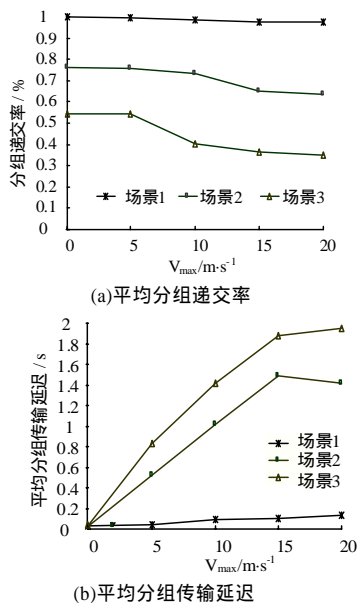 1
0.9
0.8
0.7
0.6
0.5
0.4
0.3
0.2
0.1
0
分组递交率/%
场景1 场景2 场景3
0 5 10 15 20
Vmax/m·s-1
(a)平均分组递交率
2
1.8
1.6
1.4
1.2
1
0.8
0.6
0.4
0.2
0
平均分组传输延迟/s
场景1
场景2
场景3
0 5 10 15 20
Vmax/m·s-1
(b)平均分组传输延迟